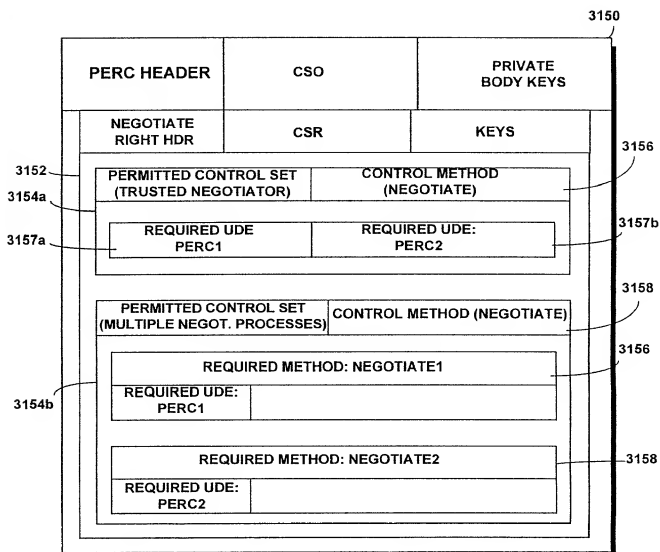 3150
PERC HEADER
CSO
PRIVATE
BODY KEYS
NEGOTIATE
RIGHT HDR
CSR
KEYS
3152
3156
PERMITTED CONTROL SET
(TRUSTED NEGOTIATOR)
CONTROL METHOD
(NEGOTIATE)
3154a
3157a
REQUIRED UDE
PERC1
REQUIRED UDE:
PERC2
3157b
3158
PERMITTED CONTROL SET
(MULTIPLE NEGOT. PROCESSES)
CONTROL METHOD (NEGOTIATE)
3156
REQUIRED METHOD: NEGOTIATE1
REQUIRED UDE:
PERC1
3154b
REQUIRED METHOD: NEGOTIATE2
3158
REQUIRED UDE:
PERC2